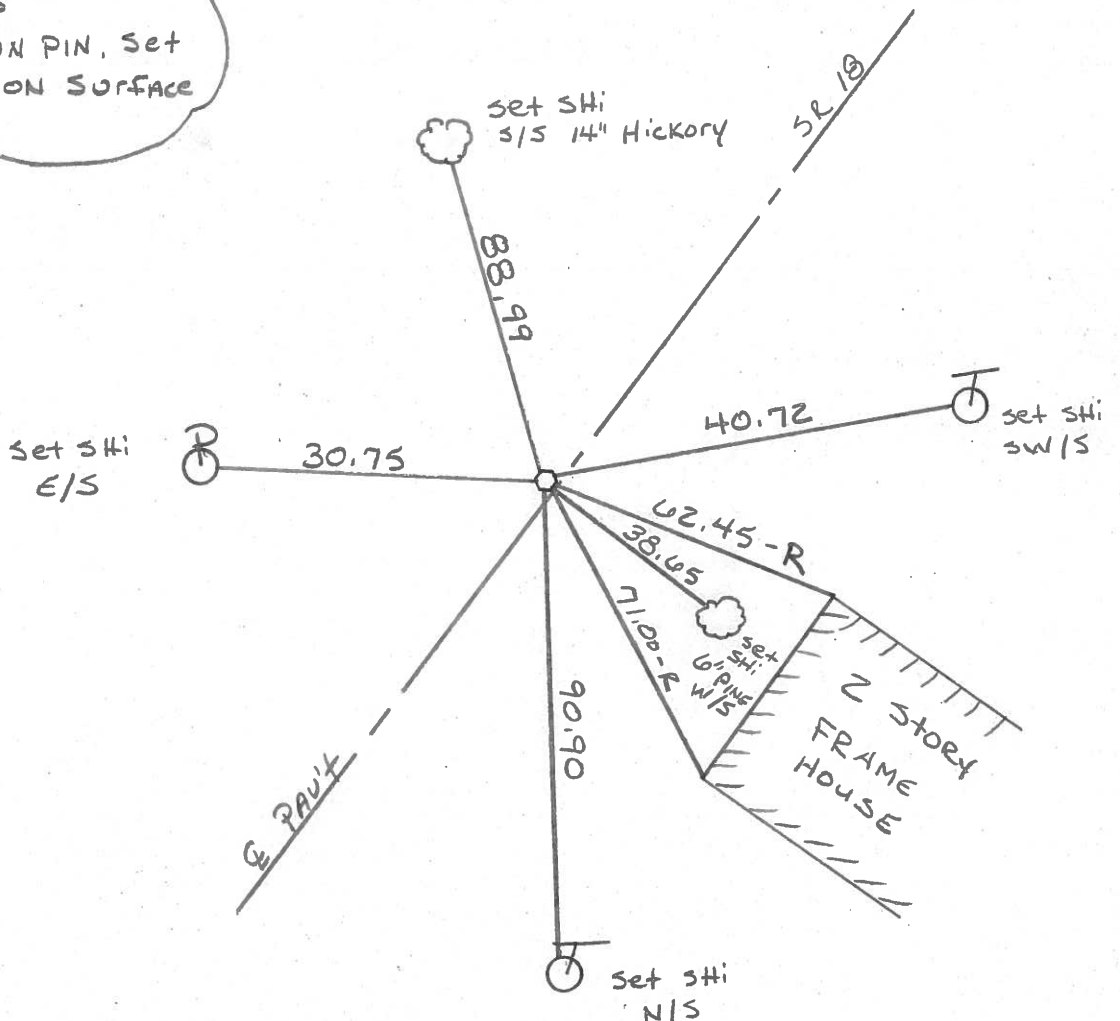 ON PIN, Set
ON SURFACE
SR 18
set SHi
S/S 14" Hickory
88.99
40.72
set SHi
SW/S
set SHi
E/S
30.75
62.45-R
38.65
71.00-R
set
SHi
6" PINE
W/S
2 STORY
FRAME
HOUSE
90.90
℄ PAV't
set SHi
N/S